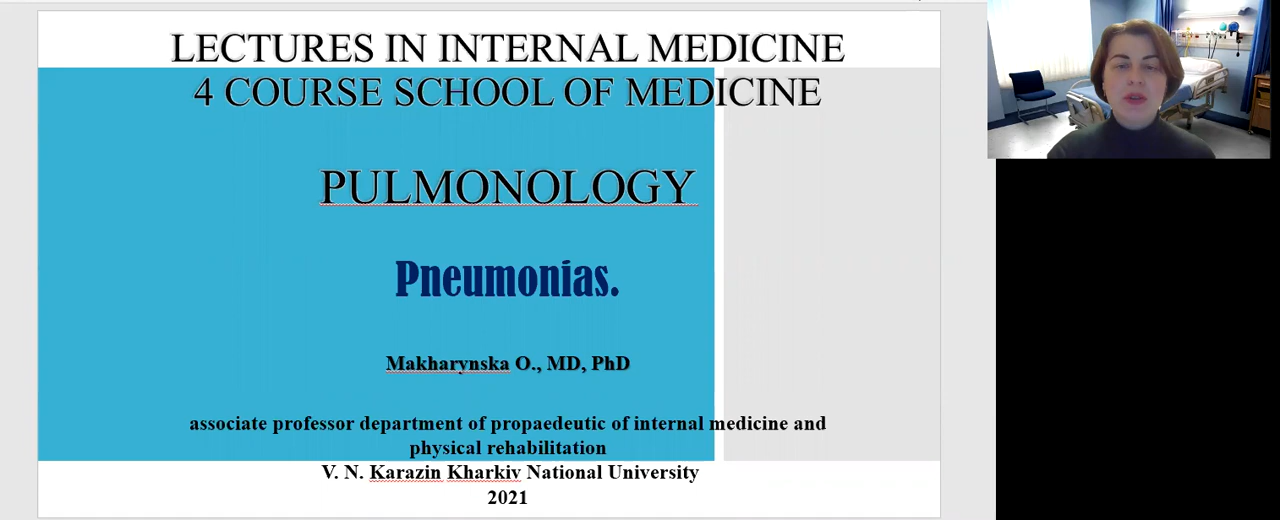 LECTURES IN INTERNAL MEDICINE
4 COURSE SCHOOL OF MEDICINE
PULMONOLOGY
Pneumonias.
Makharynska O., MD, PhD
associate professor department of propaedeutic of internal medicine and
physical rehabilitation
V. N. Karazin Kharkiv National University
2021